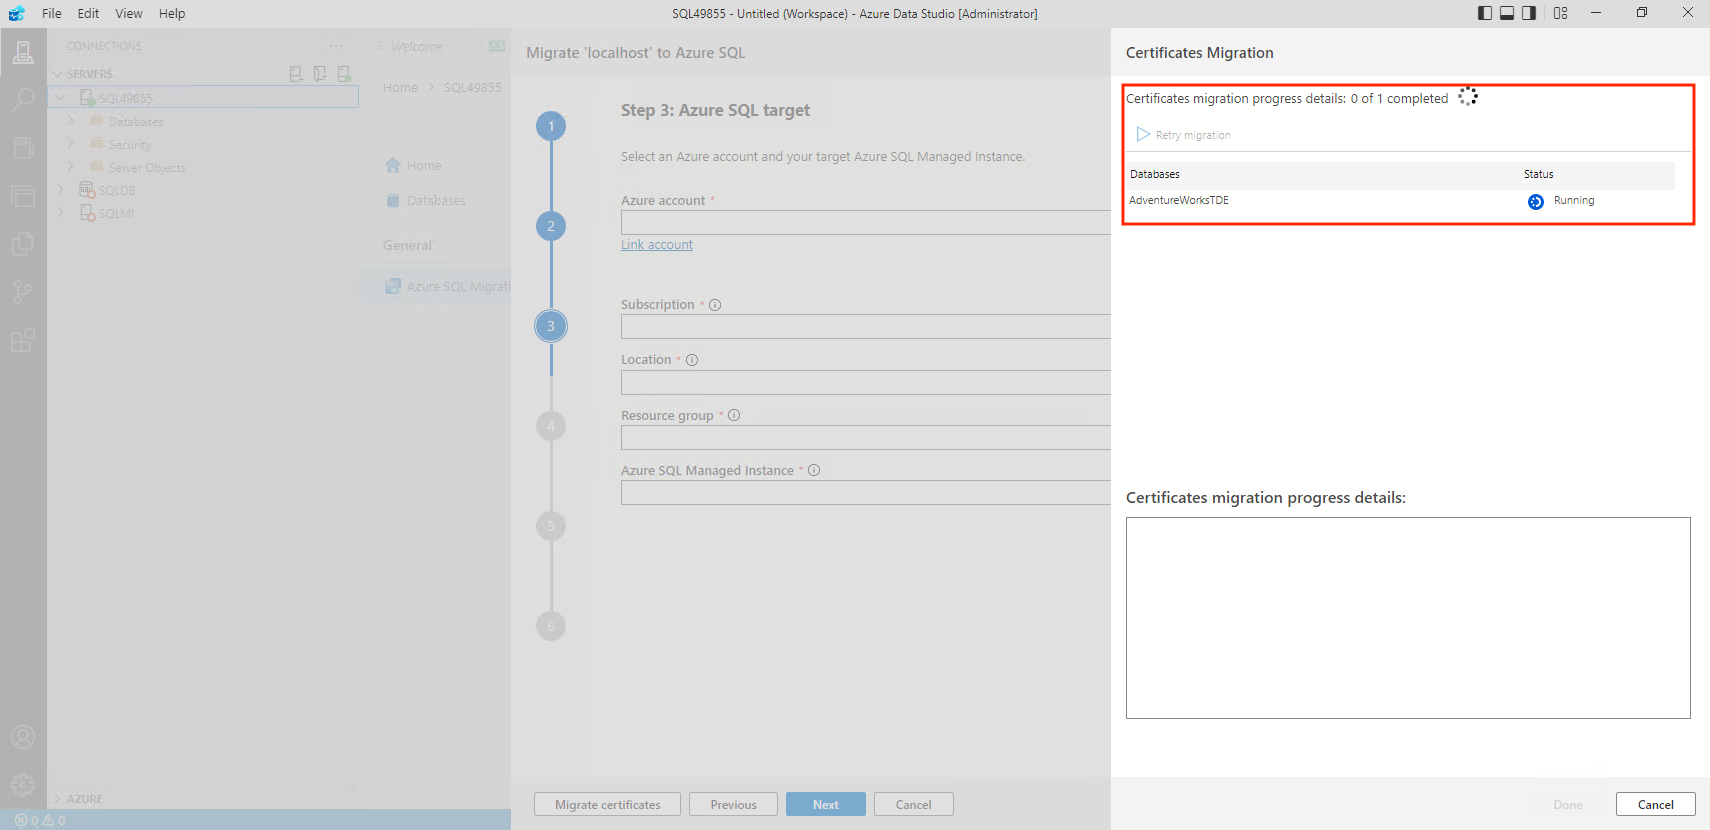 File Edit View Help
SQL49855 - Untitled (Workspace) - Azure Data Studio [Administrator]
CONNECTIONS
SERVERS
SQL49855
Databases
Security
Server Objects
SQLDB
SQLMI
AZURE
0 0
Welcome
Home > SQL49855
Home
Databases
General
Azure SQL Migrati
Migrate 'localhost' to Azure SQL
1
2
3
4
5
6
Step 3: Azure SQL target
Select an Azure account and your target Azure SQL Managed Instance.
Azure account *
Link account
Subscription *
Location *
Resource group *
Azure SQL Managed Instance *
Migrate certificates Previous Next Cancel
Certificates Migration
Certificates migration progress details: 0 of 1 completed
Retry migration
Databases Status
AdventureWorksTDE Running
Certificates migration progress details:
Done Cancel